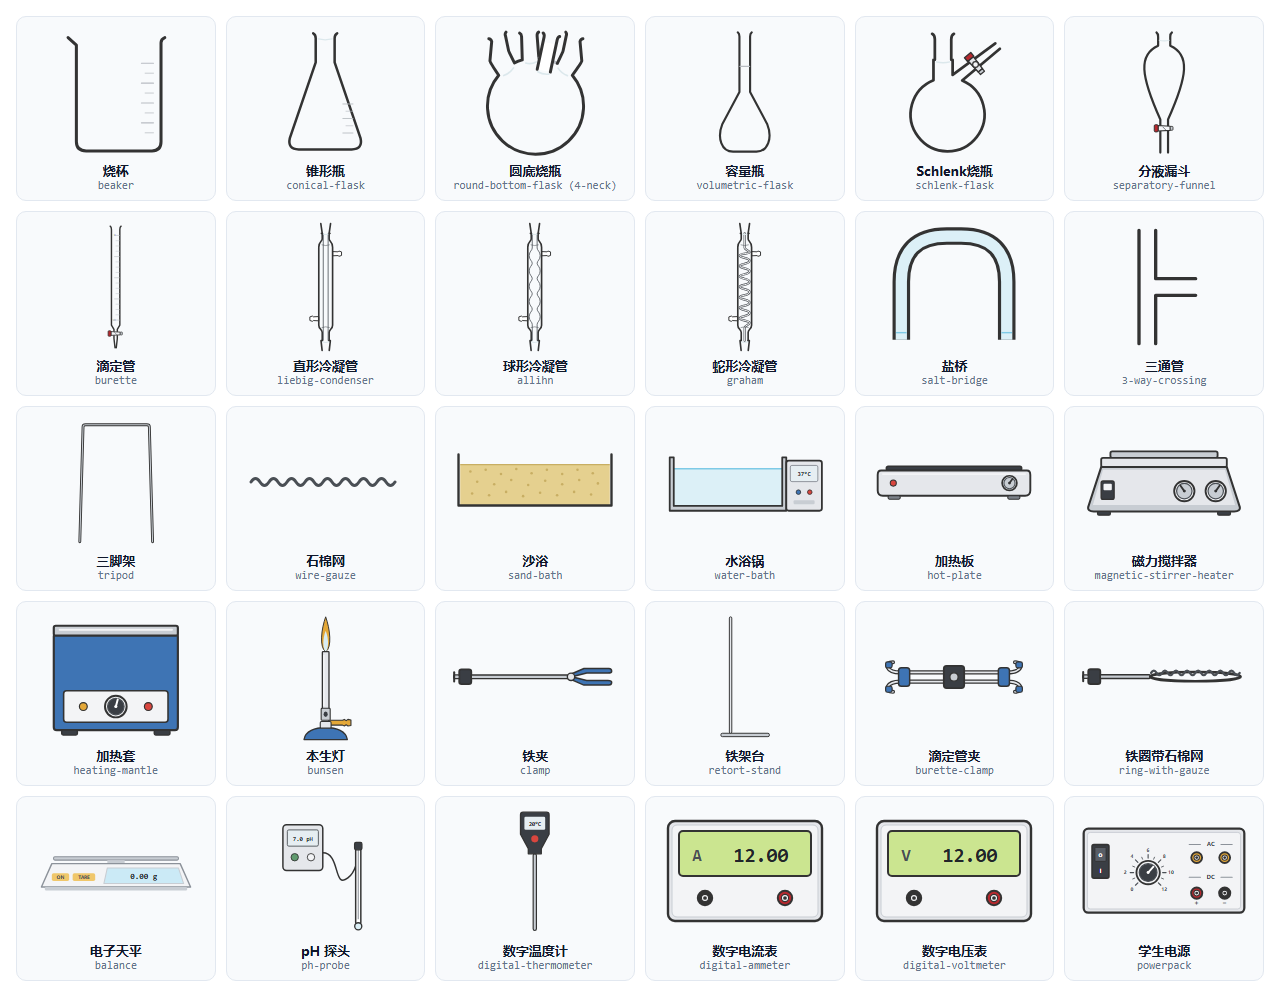 烧杯
beaker
锥形瓶
conical-flask
圆底烧瓶
round-bottom-flask (4-neck)
容量瓶
volumetric-flask
Schlenk烧瓶
schlenk-flask
分液漏斗
separatory-funnel
滴定管
burette
直形冷凝管
liebig-condenser
球形冷凝管
allihn
蛇形冷凝管
graham
盐桥
salt-bridge
三通管
3-way-crossing
三脚架
tripod
石棉网
wire-gauze
沙浴
sand-bath
37°C
水浴锅
water-bath
加热板
hot-plate
磁力搅拌器
magnetic-stirrer-heater
加热套
heating-mantle
本生灯
bunsen
铁夹
clamp
铁架台
retort-stand
滴定管夹
burette-clamp
铁圈带石棉网
ring-with-gauze
ON
TARE
0.00 g
电子天平
balance
7.0 pH
pH 探头
ph-probe
20°C
数字温度计
digital-thermometer
A 12.00
数字电流表
digital-ammeter
V 12.00
数字电压表
digital-voltmeter
O
I
0
2
4
6
8
10
12
AC
DC
+
−
学生电源
powerpack